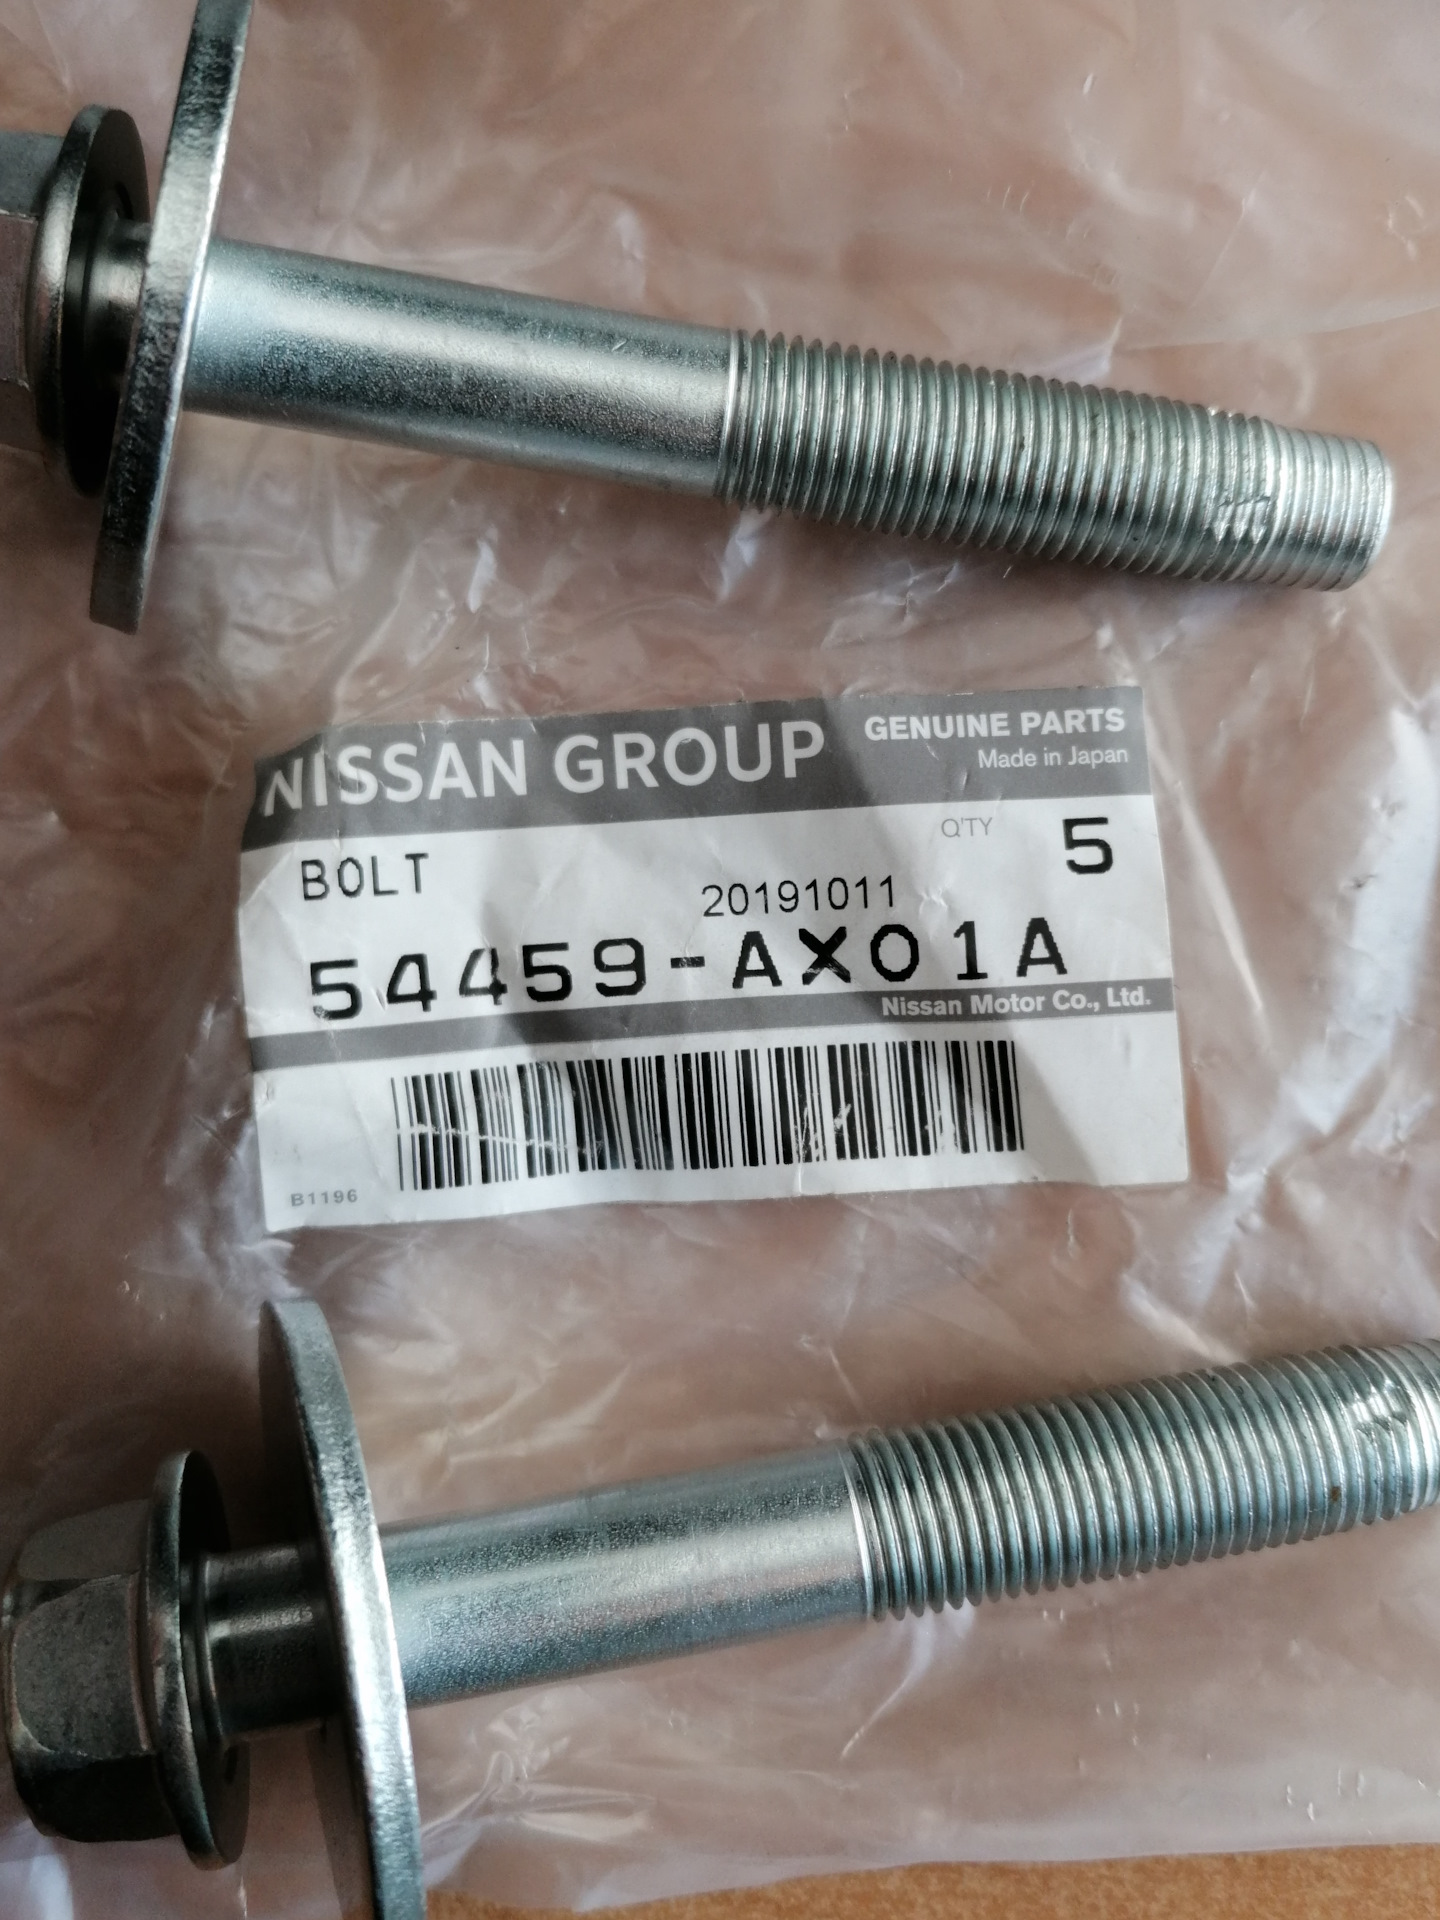 NISSAN GROUP
GENUINE PARTS
Made in Japan
Q'TY 5
BOLT
20191011
54459-AX01A
Nissan Motor Co., Ltd.
B1196